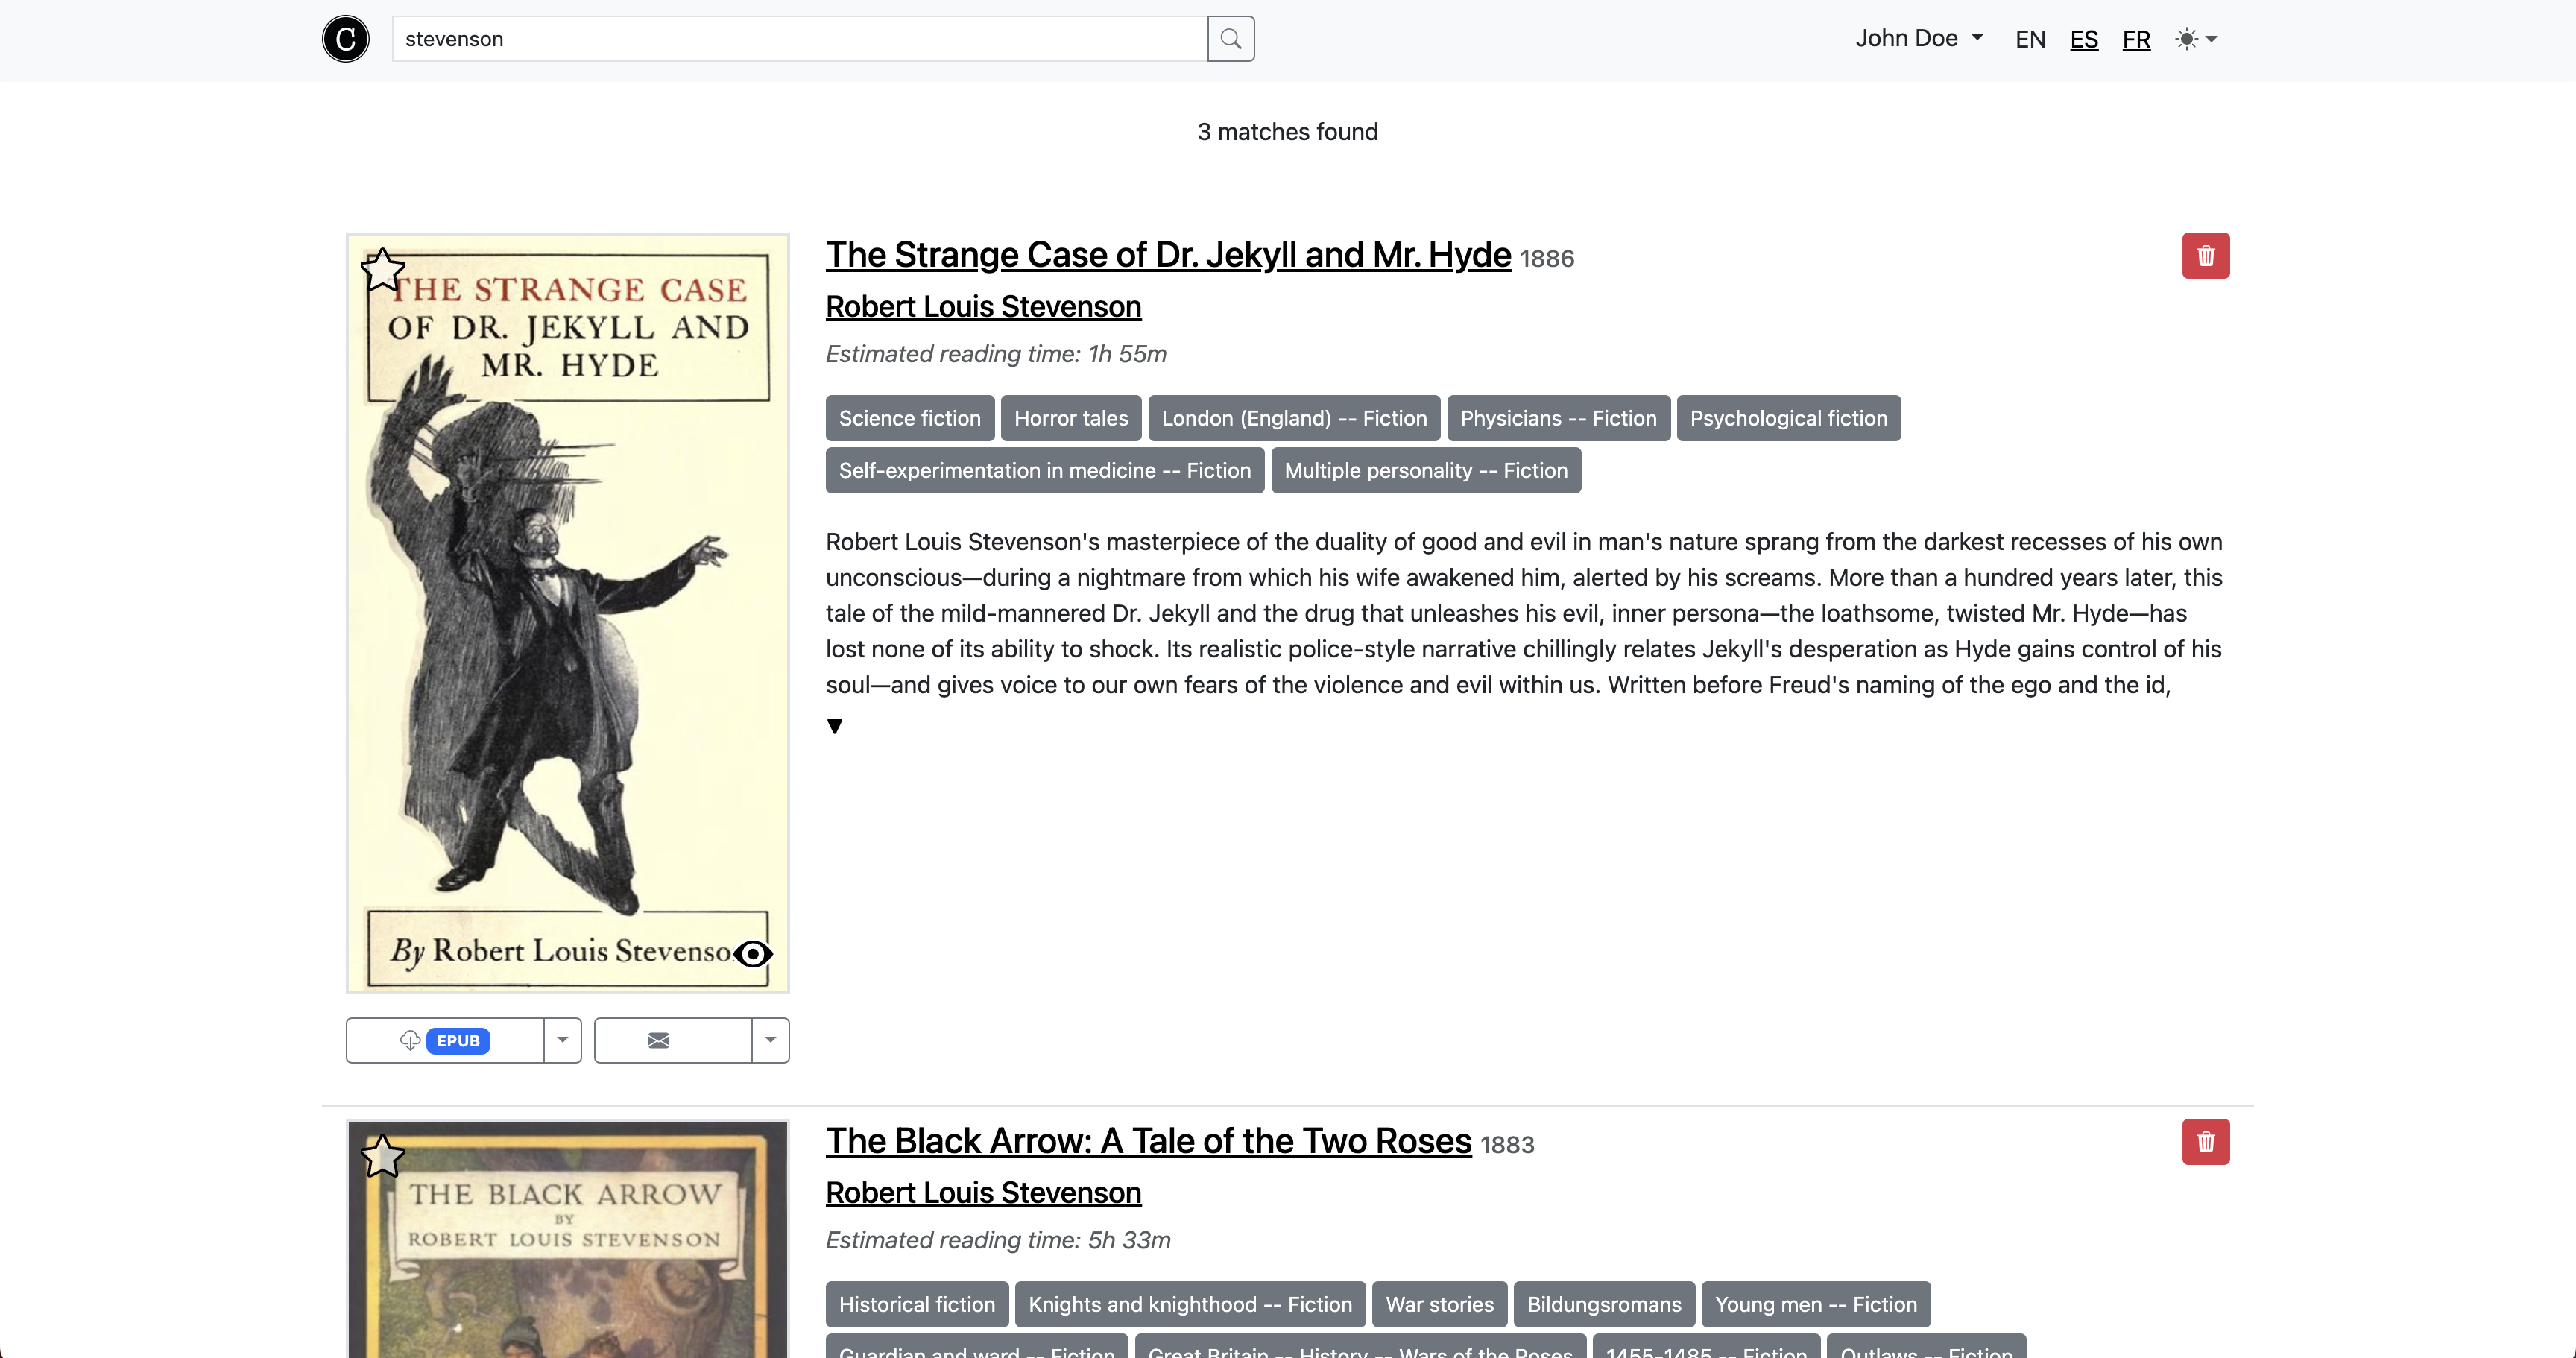 C stevenson John Doe EN ES FR
3 matches found
THE STRANGE CASE
OF DR. JEKYLL AND
MR. HYDE
By Robert Louis Stevenso
EPUB
The Strange Case of Dr. Jekyll and Mr. Hyde 1886
Robert Louis Stevenson
Estimated reading time: 1h 55m
Science fiction Horror tales London (England) -- Fiction Physicians -- Fiction Psychological fiction
Self-experimentation in medicine -- Fiction Multiple personality -- Fiction
Robert Louis Stevenson's masterpiece of the duality of good and evil in man's nature sprang from the darkest recesses of his own
unconscious—during a nightmare from which his wife awakened him, alerted by his screams. More than a hundred years later, this
tale of the mild-mannered Dr. Jekyll and the drug that unleashes his evil, inner persona—the loathsome, twisted Mr. Hyde—has
lost none of its ability to shock. Its realistic police-style narrative chillingly relates Jekyll's desperation as Hyde gains control of his
soul—and gives voice to our own fears of the violence and evil within us. Written before Freud's naming of the ego and the id,
THE BLACK ARROW
BY
ROBERT LOUIS STEVENSON
The Black Arrow: A Tale of the Two Roses 1883
Robert Louis Stevenson
Estimated reading time: 5h 33m
Historical fiction Knights and knighthood -- Fiction War stories Bildungsromans Young men -- Fiction
Guardian and ward -- Fiction Great Britain -- History -- Wars of the Roses 1455-1485 -- Fiction Outlaws -- Fiction